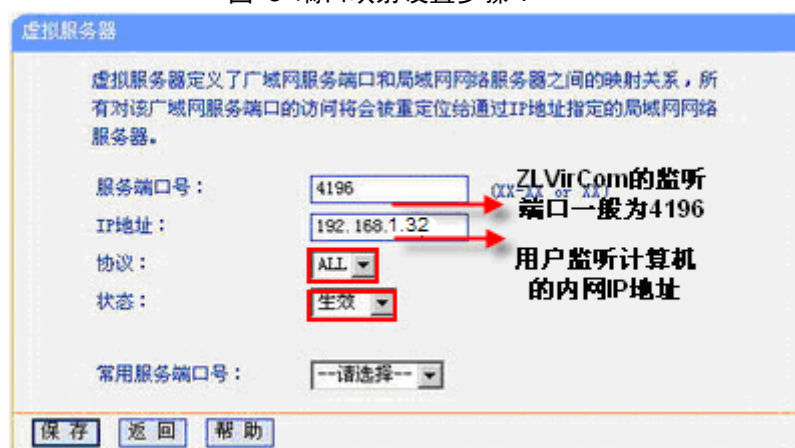 虚拟服务器
虚拟服务器定义了广域网服务端口和局域网网络服务器之间的映射关系，所
有对该广域网服务端口的访问将会被重定位给通过IP地址指定的局域网网络
服务器。
服务端口号：
4196
(XX-XX or XX)
ZLVirCom的监听
端口一般为4196
IP地址：
192.168.1.32
用户监听计算机
的内网IP地址
协议：
ALL
状态：
生效
常用服务端口号：
--请选择--
保存 返回 帮助